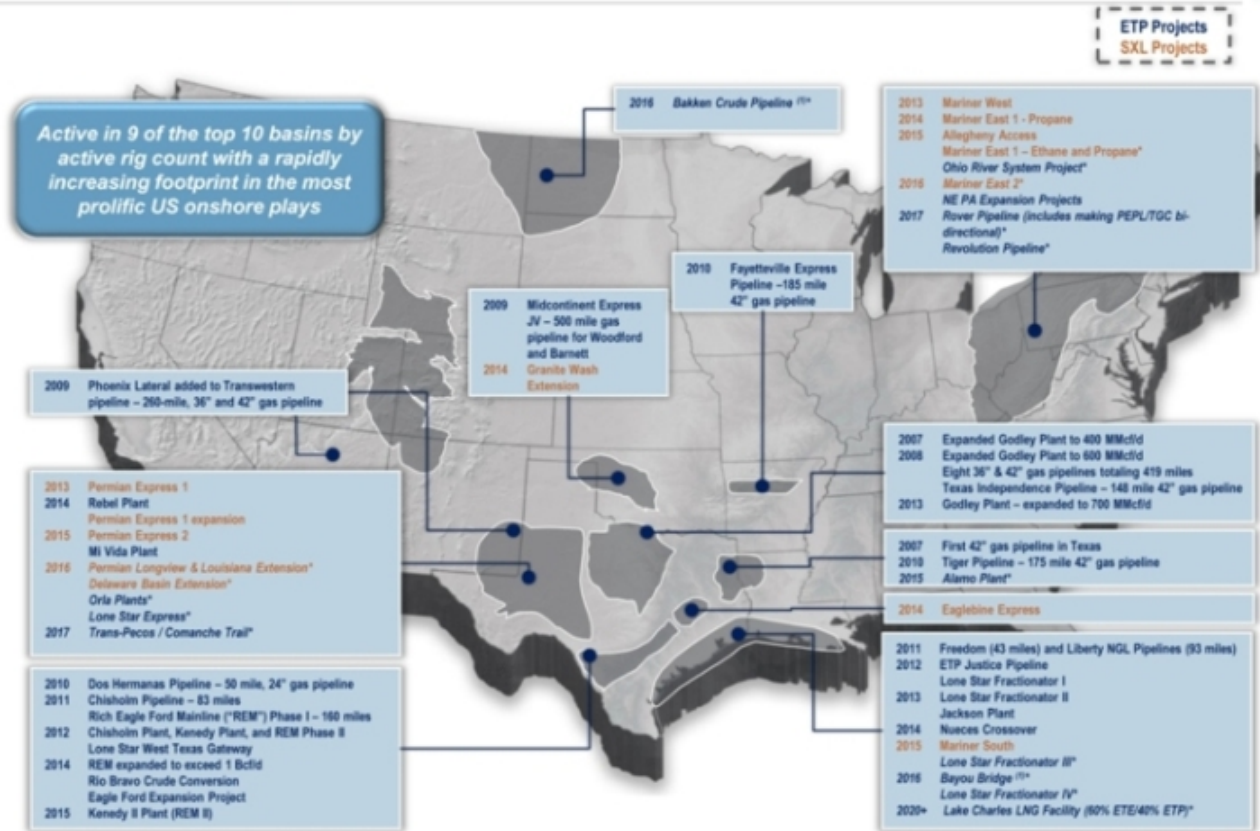 ETP Projects
SXL Projects
Active in 9 of the top 10 basins by
active rig count with a rapidly
increasing footprint in the most
prolific US onshore plays
2016 Bakken Crude Pipeline (1)*
2013 Mariner West
2014 Mariner East 1 - Propane
2015 Allegheny Access
Mariner East 1 – Ethane and Propane*
Ohio River System Project*
2016 Mariner East 2*
NE PA Expansion Projects
2017 Rover Pipeline (includes making PEPL/TGC bi-
directional)*
Revolution Pipeline*
2010 Fayetteville Express
Pipeline –185 mile
42" gas pipeline
2009 Midcontinent Express
JV – 500 mile gas
pipeline for Woodford
and Barnett
2014 Granite Wash
Extension
2009 Phoenix Lateral added to Transwestern
pipeline – 260-mile, 36" and 42" gas pipeline
2007 Expanded Godley Plant to 400 MMcf/d
2008 Expanded Godley Plant to 600 MMcf/d
Eight 36" & 42" gas pipelines totaling 419 miles
Texas Independence Pipeline – 148 mile 42" gas pipeline
2013 Godley Plant – expanded to 700 MMcf/d
2013 Permian Express 1
2014 Rebel Plant
Permian Express 1 expansion
2015 Permian Express 2
Mi Vida Plant
2016 Permian Longview & Louisiana Extension*
Delaware Basin Extension*
Orla Plants*
Lone Star Express*
2017 Trans-Pecos / Comanche Trail*
2007 First 42" gas pipeline in Texas
2010 Tiger Pipeline – 175 mile 42" gas pipeline
2015 Alamo Plant*
2014 Eaglebine Express
2010 Dos Hermanas Pipeline – 50 mile, 24" gas pipeline
2011 Chisholm Pipeline – 83 miles
Rich Eagle Ford Mainline ("REM") Phase I – 160 miles
2012 Chisholm Plant, Kenedy Plant, and REM Phase II
Lone Star West Texas Gateway
2014 REM expanded to exceed 1 Bcf/d
Rio Bravo Crude Conversion
Eagle Ford Expansion Project
2015 Kenedy II Plant (REM II)
2011 Freedom (43 miles) and Liberty NGL Pipelines (93 miles)
2012 ETP Justice Pipeline
Lone Star Fractionator I
2013 Lone Star Fractionator II
Jackson Plant
2014 Nueces Crossover
2015 Mariner South
Lone Star Fractionator III*
2016 Bayou Bridge (1)*
Lone Star Fractionator IV*
2020+ Lake Charles LNG Facility (60% ETE/40% ETP)*